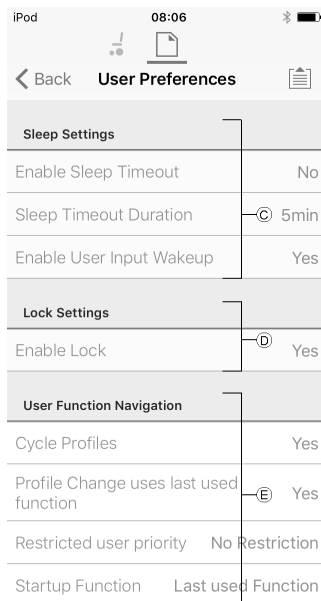 iPod 08:06
Back User Preferences
Sleep Settings
Enable Sleep Timeout No
Sleep Timeout Duration C 5min
Enable User Input Wakeup Yes
Lock Settings
D
Enable Lock Yes
User Function Navigation
Cycle Profiles Yes
Profile Change uses last used
function E Yes
Restricted user priority No Restriction
Startup Function Last used Function